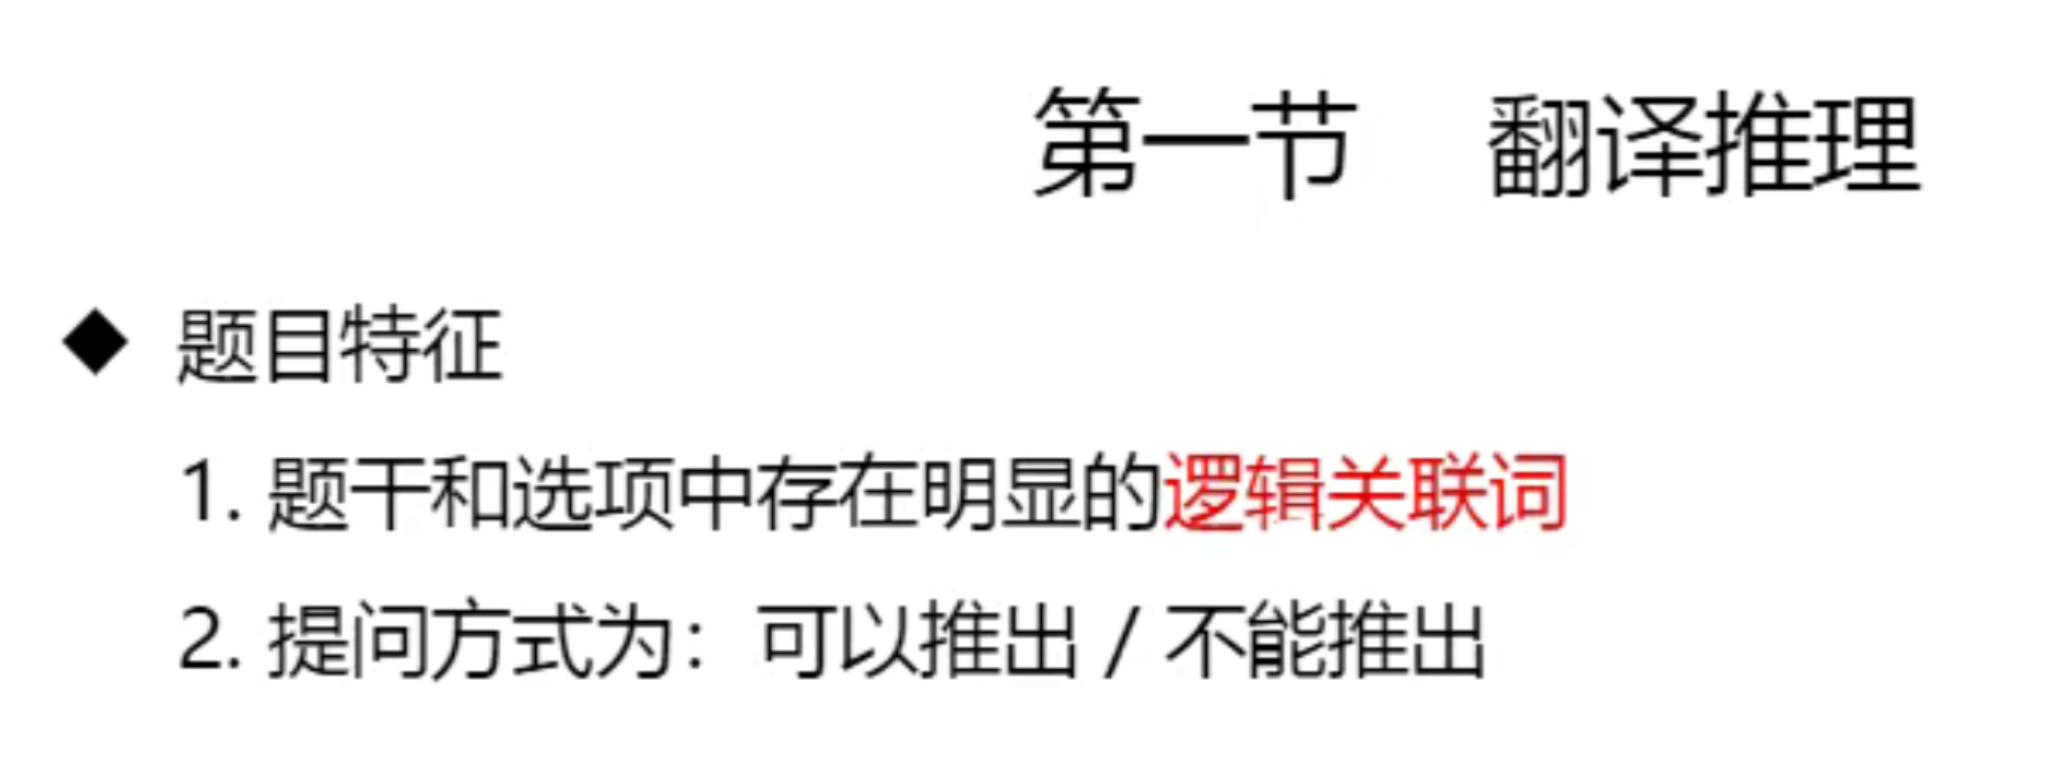 第一节 翻译推理
◆ 题目特征
1. 题干和选项中存在明显的逻辑关联词
2. 提问方式为：可以推出 / 不能推出